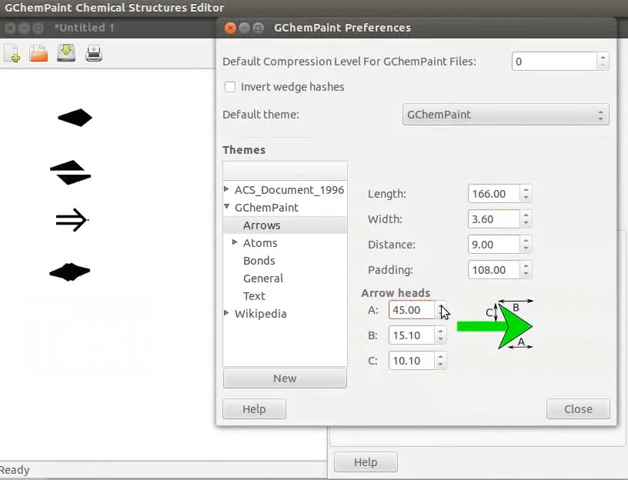 GChemPaint Chemical Structures Editor
*Untitled 1
GChemPaint Preferences
Default Compression Level For GChemPaint Files: 0
Invert wedge hashes
Default theme: GChemPaint
Themes
ACS_Document_1996
GChemPaint
Arrows
Atoms
Bonds
General
Text
Wikipedia
New
Length: 166.00
Width: 3.60
Distance: 9.00
Padding: 108.00
Arrow heads
A: 45.00
B: 15.10
C: 10.10
B
C
A
Help
Close
Help
Ready